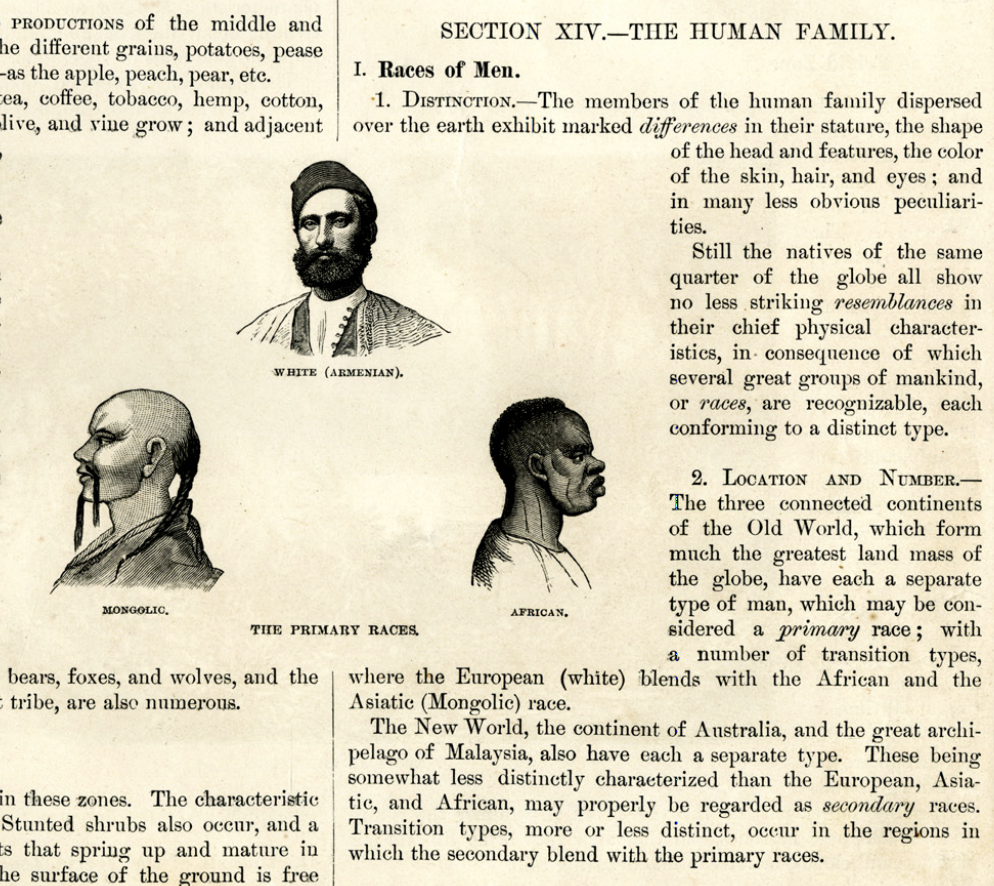 PRODUCTIONS of the middle and
he different grains, potatoes, pease
—as the apple, peach, pear, etc.
tea, coffee, tobacco, hemp, cotton,
live, and vine grow; and adjacent
WHITE (ARMENIAN).
MONGOLIC.
AFRICAN.
THE PRIMARY RACES.
bears, foxes, and wolves, and the
tribe, are also numerous.
in these zones. The characteristic
Stunted shrubs also occur, and a
ts that spring up and mature in
he surface of the ground is free
SECTION XIV.—THE HUMAN FAMILY.
I. Races of Men.
1. DISTINCTION.—The members of the human family dispersed
over the earth exhibit marked differences in their stature, the shape
of the head and features, the color
of the skin, hair, and eyes; and
in many less obvious peculiari-
ties.
Still the natives of the same
quarter of the globe all show
no less striking resemblances in
their chief physical character-
istics, in consequence of which
several great groups of mankind,
or races, are recognizable, each
conforming to a distinct type.
2. LOCATION AND NUMBER.—
The three connected continents
of the Old World, which form
much the greatest land mass of
the globe, have each a separate
type of man, which may be con-
sidered a primary race; with
a number of transition types,
where the European (white) blends with the African and the
Asiatic (Mongolic) race.
The New World, the continent of Australia, and the great archi-
pelago of Malaysia, also have each a separate type. These being
somewhat less distinctly characterized than the European, Asia-
tic, and African, may properly be regarded as secondary races.
Transition types, more or less distinct, occur in the regions in
which the secondary blend with the primary races.